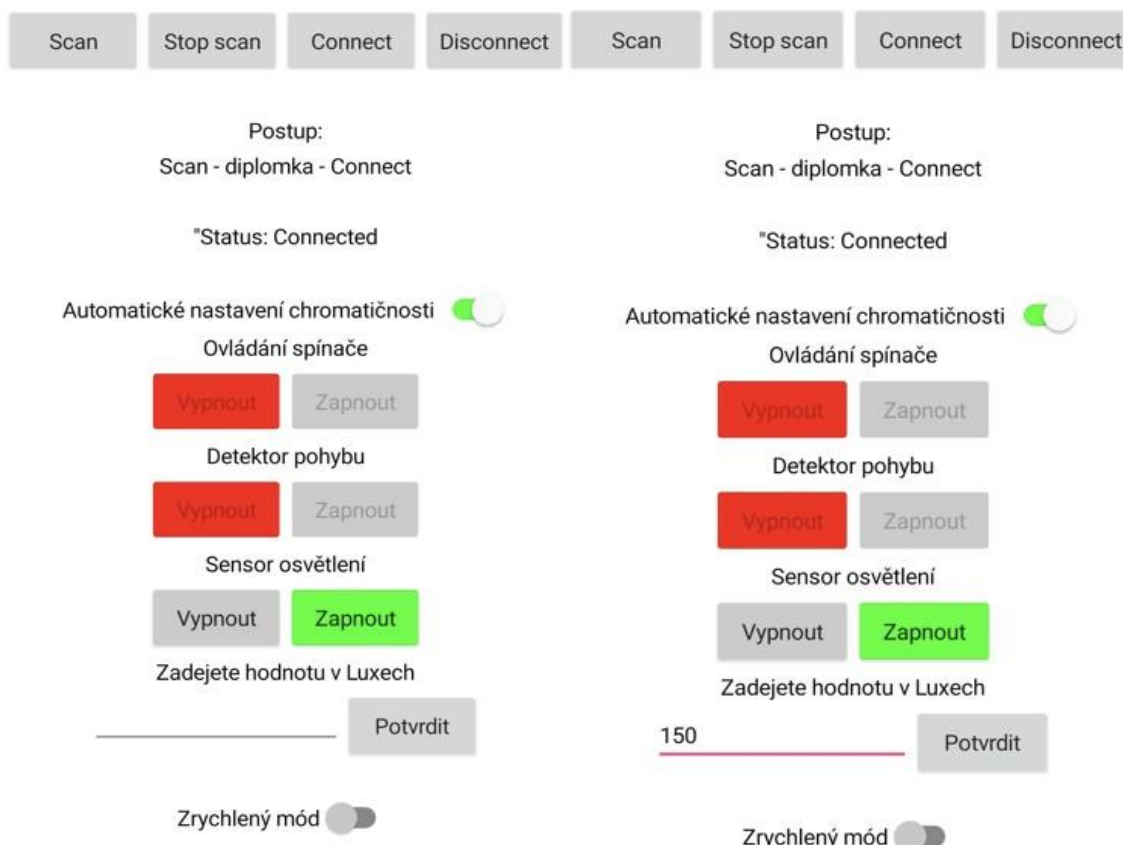 Scan Stop scan Connect Disconnect
Postup:
Scan - diplomka - Connect
"Status: Connected
Automatické nastavení chromatičnosti
Ovládání spínače
Vypnout Zapnout
Detektor pohybu
Vypnout Zapnout
Sensor osvětlení
Vypnout Zapnout
Zadejete hodnotu v Luxech
Potvrdit
Zrychlený mód
Scan Stop scan Connect Disconnect
Postup:
Scan - diplomka - Connect
"Status: Connected
Automatické nastavení chromatičnosti
Ovládání spínače
Vypnout Zapnout
Detektor pohybu
Vypnout Zapnout
Sensor osvětlení
Vypnout Zapnout
Zadejete hodnotu v Luxech
150 Potvrdit
Zrychlený mód